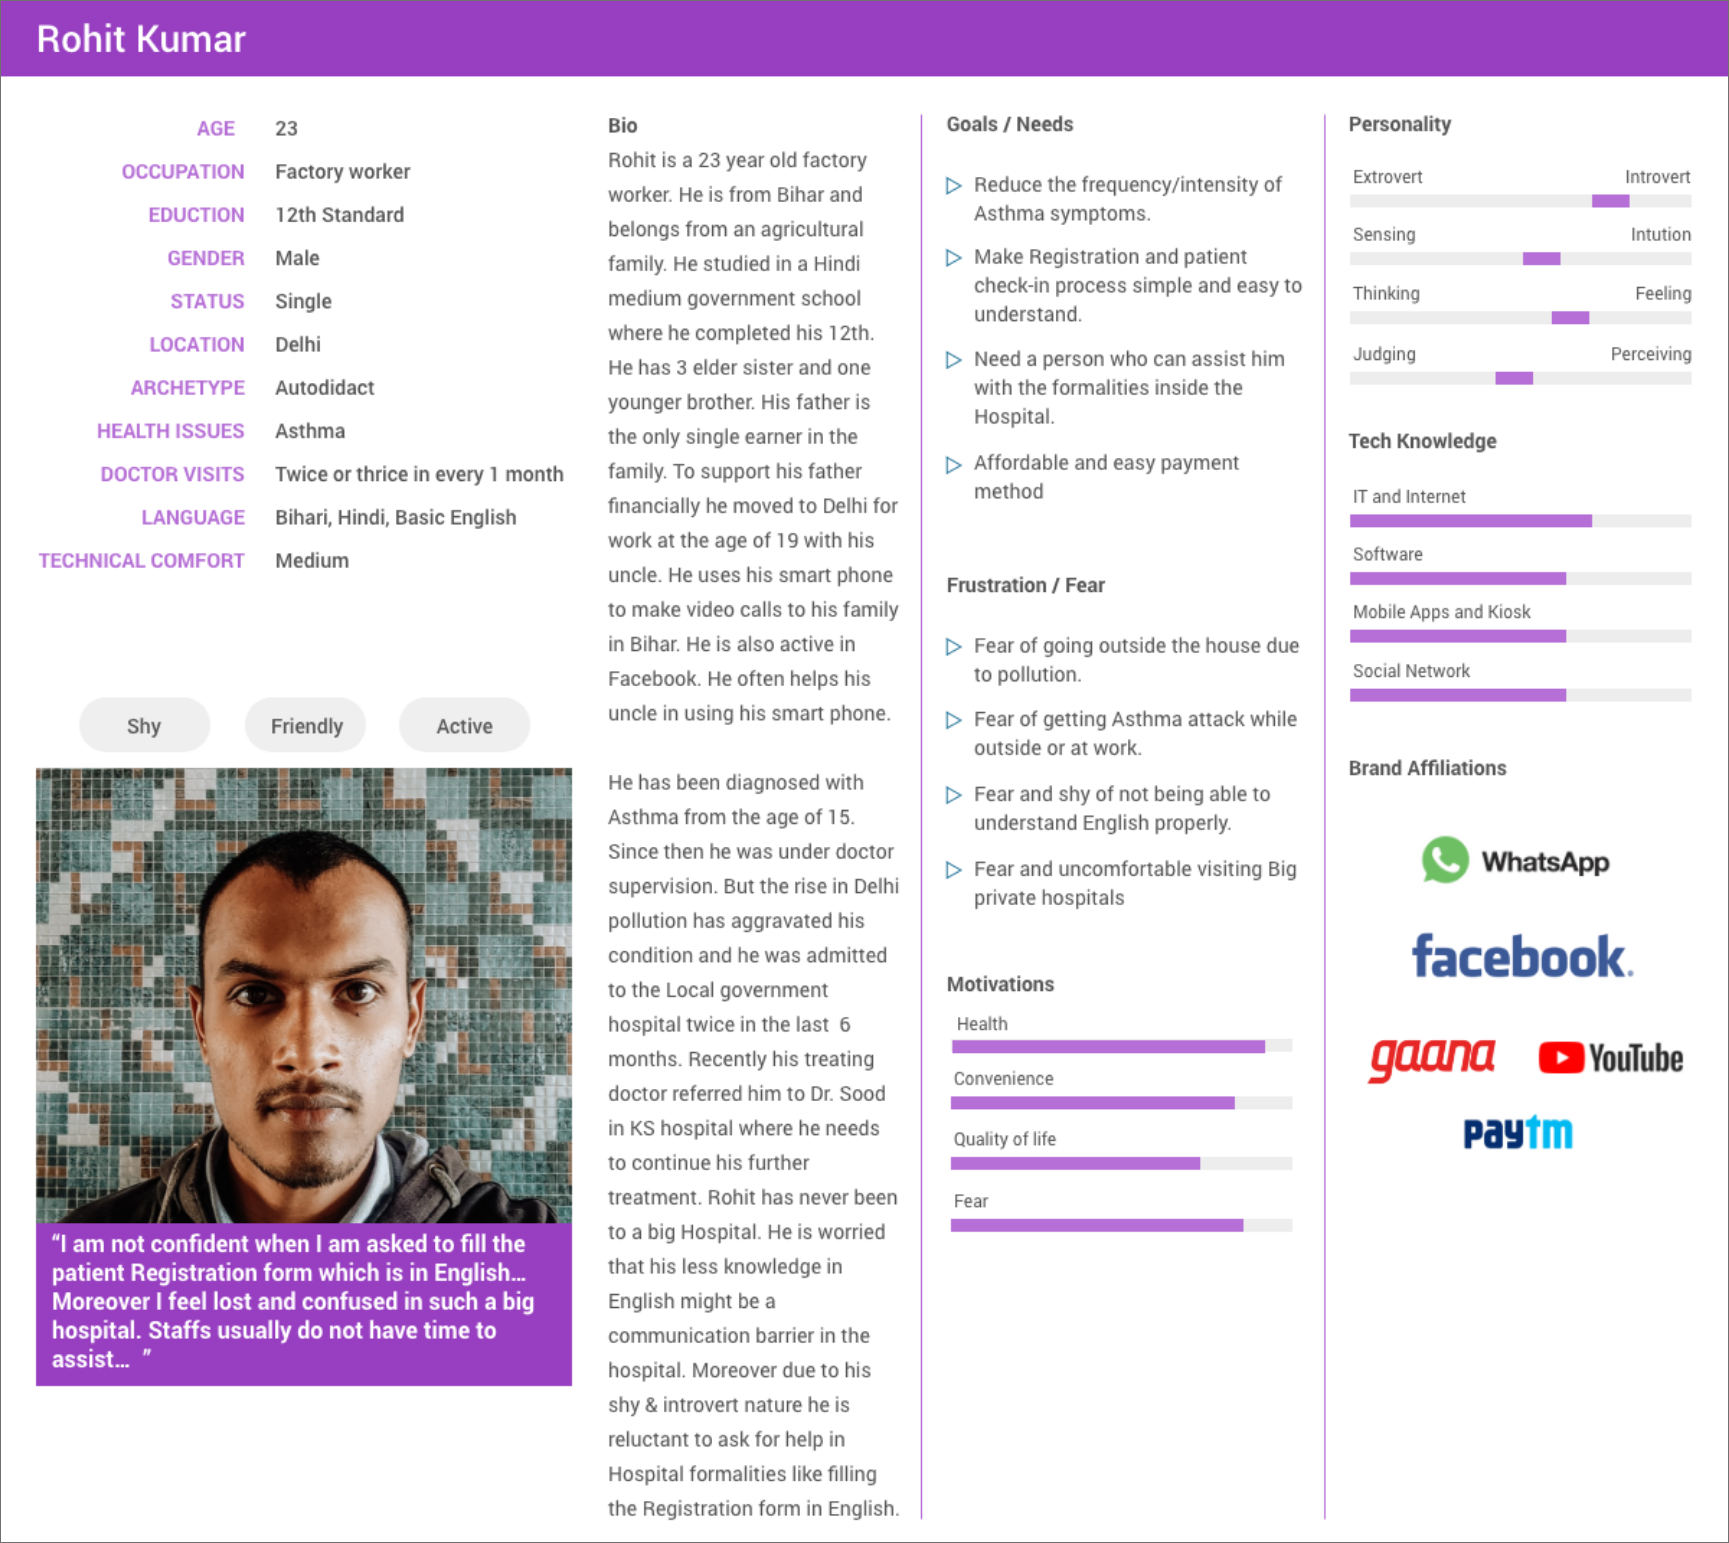 Rohit Kumar
AGE 23
OCCUPATION Factory worker
EDUCTION 12th Standard
GENDER Male
STATUS Single
LOCATION Delhi
ARCHETYPE Autodidact
HEALTH ISSUES Asthma
DOCTOR VISITS Twice or thrice in every 1 month
LANGUAGE Bihari, Hindi, Basic English
TECHNICAL COMFORT Medium
Shy Friendly Active
“I am not confident when I am asked to fill the
patient Registration form which is in English...
Moreover I feel lost and confused in such a big
hospital. Staffs usually do not have time to
assist... ”
Bio
Rohit is a 23 year old factory
worker. He is from Bihar and
belongs from an agricultural
family. He studied in a Hindi
medium government school
where he completed his 12th.
He has 3 elder sister and one
younger brother. His father is
the only single earner in the
family. To support his father
financially he moved to Delhi for
work at the age of 19 with his
uncle. He uses his smart phone
to make video calls to his family
in Bihar. He is also active in
Facebook. He often helps his
uncle in using his smart phone.
He has been diagnosed with
Asthma from the age of 15.
Since then he was under doctor
supervision. But the rise in Delhi
pollution has aggravated his
condition and he was admitted
to the Local government
hospital twice in the last 6
months. Recently his treating
doctor referred him to Dr. Sood
in KS hospital where he needs
to continue his further
treatment. Rohit has never been
to a big Hospital. He is worried
that his less knowledge in
English might be a
communication barrier in the
hospital. Moreover due to his
shy & introvert nature he is
reluctant to ask for help in
Hospital formalities like filling
the Registration form in English.
Goals / Needs
Reduce the frequency/intensity of
Asthma symptoms.
Make Registration and patient
check-in process simple and easy to
understand.
Need a person who can assist him
with the formalities inside the
Hospital.
Affordable and easy payment
method
Frustration / Fear
Fear of going outside the house due
to pollution.
Fear of getting Asthma attack while
outside or at work.
Fear and shy of not being able to
understand English properly.
Fear and uncomfortable visiting Big
private hospitals
Motivations
Health
Convenience
Quality of life
Fear
Personality
Extrovert Introvert
Sensing Intution
Thinking Feeling
Judging Perceiving
Tech Knowledge
IT and Internet
Software
Mobile Apps and Kiosk
Social Network
Brand Affiliations
WhatsApp
facebook.
gaana YouTube
paytm